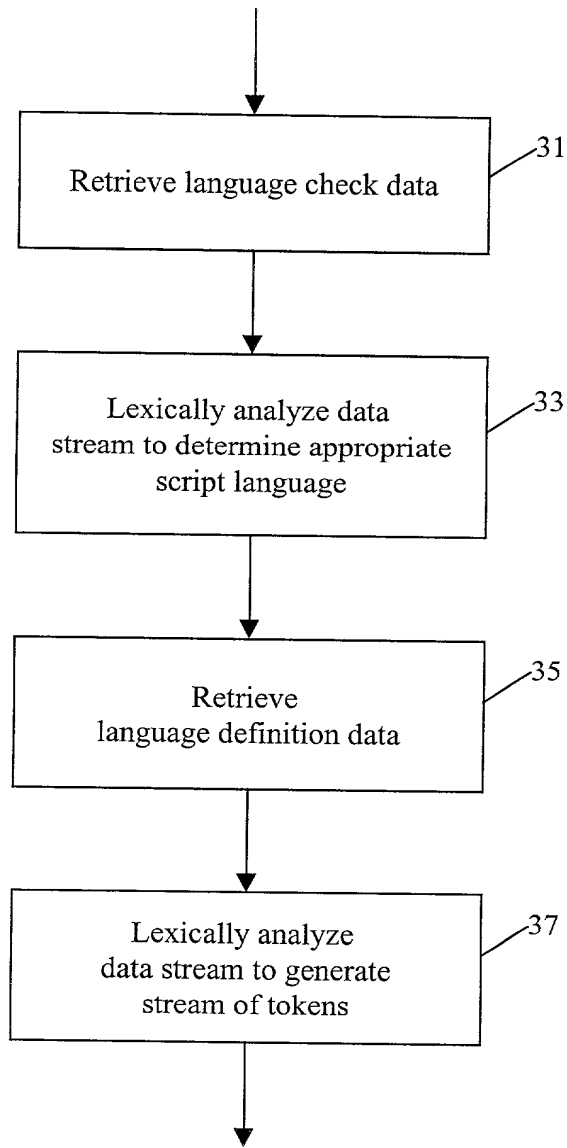 Retrieve language check data
31
Lexically analyze data
stream to determine appropriate
script language
33
Retrieve
language definition data
35
Lexically analyze
data stream to generate
stream of tokens
37